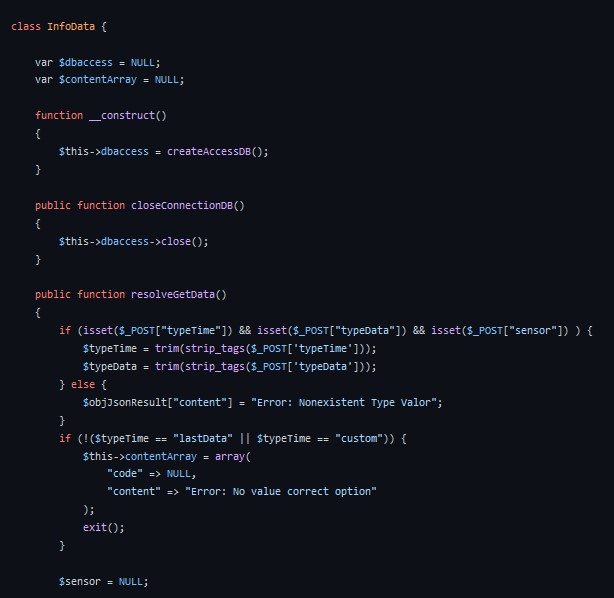 class InfoData {
var $dbaccess = NULL;
var $contentArray = NULL;
function __construct()
{
$this->dbaccess = createAccessDB();
}
public function closeConnectionDB()
{
$this->dbaccess->close();
}
public function resolveGetData()
{
if (isset($_POST["typeTime"]) && isset($_POST["typeData"]) && isset($_POST["sensor"]) ) {
$typeTime = trim(strip_tags($_POST['typeTime']));
$typeData = trim(strip_tags($_POST['typeData']));
} else {
$objJsonResult["content"] = "Error: Nonexistent Type Valor";
}
if (!($typeTime == "lastData" || $typeTime == "custom")) {
$this->contentArray = array(
"code" => NULL,
"content" => "Error: No value correct option"
);
exit();
}
$sensor = NULL;